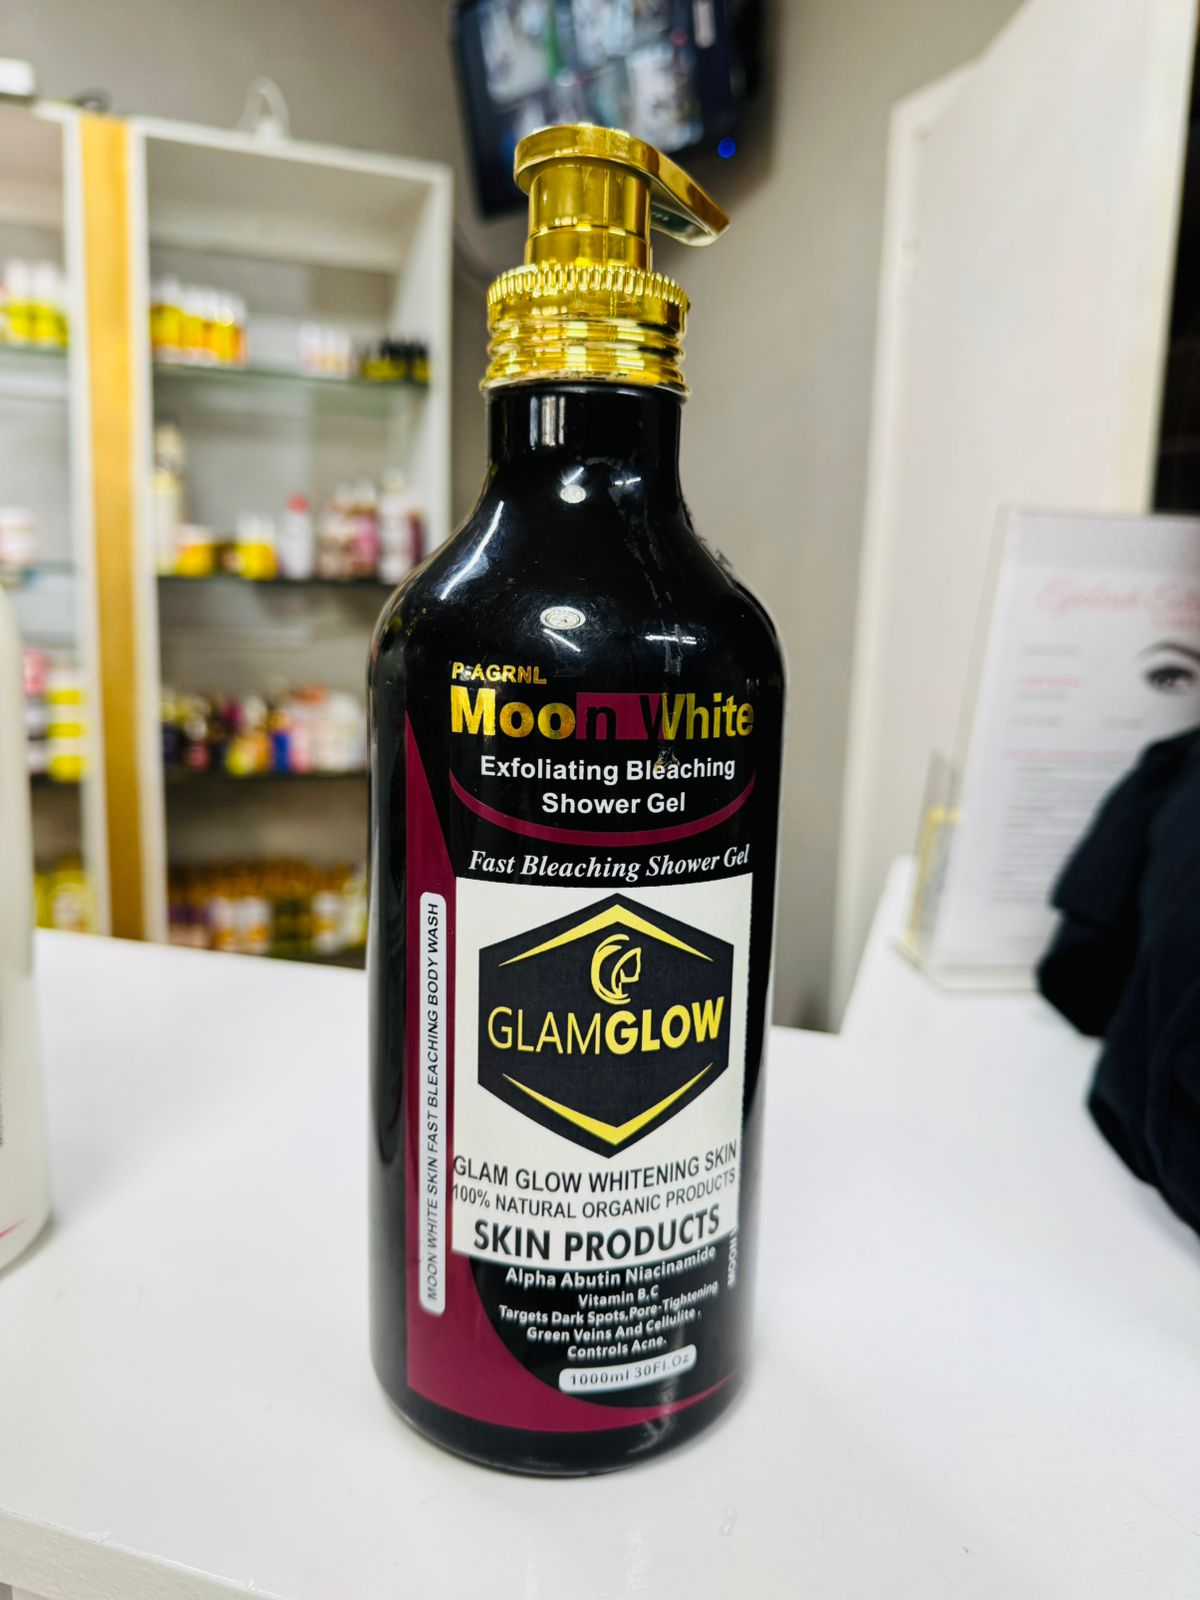 P-AGRNL
Moon White
Exfoliating Bleaching
Shower Gel
Fast Bleaching Shower Gel
MOON WHITE SKIN FAST BLEACHING BODY WASH
GLAMGLOW
GLAM GLOW WHITENING SKIN
100% NATURAL ORGANIC PRODUCTS
SKIN PRODUCTS
Alpha Abutin Niacinamide
Vitamin B,C
Targets Dark Spots,Pore-Tightening
Green Veins And Cellulite,
Controls Acne.
1000ml 30Fl.Oz
MOON